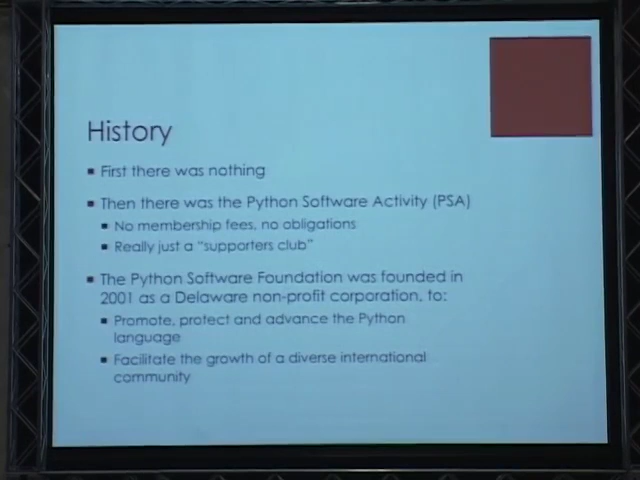 History
First there was nothing
Then there was the Python Software Activity (PSA)
No membership fees, no obligations
Really just a "supporters club"
The Python Software Foundation was founded in
2001 as a Delaware non-profit corporation, to:
Promote, protect and advance the Python
language
Facilitate the growth of a diverse international
community